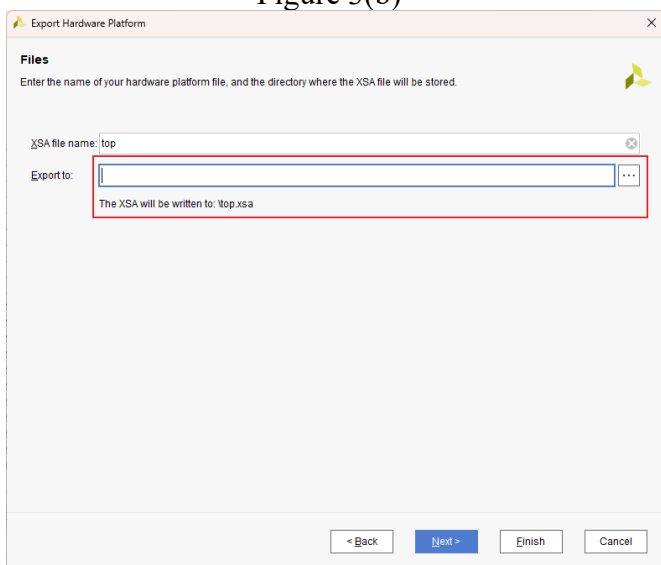 Figure 3(b)
Export Hardware Platform
Files
Enter the name of your hardware platform file, and the directory where the XSA file will be stored.
XSA file name: top
Export to:
...
The XSA will be written to: \top.xsa
< Back Next > Finish Cancel